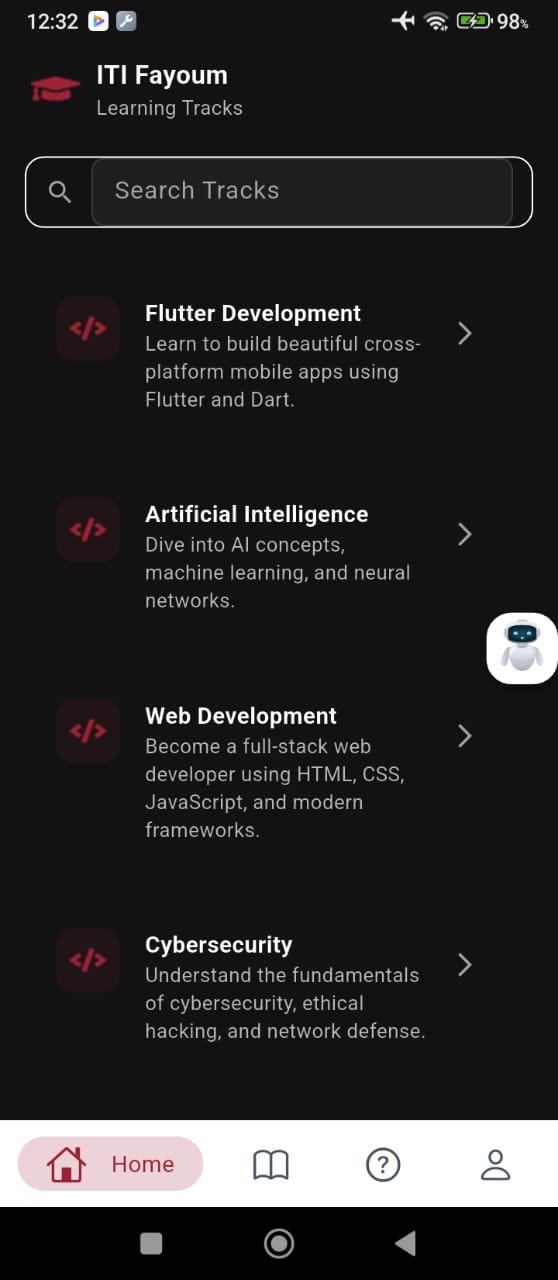 12:32
98%
ITI Fayoum
Learning Tracks
Search Tracks
</>
Flutter Development
Learn to build beautiful cross-
platform mobile apps using
Flutter and Dart.
</>
Artificial Intelligence
Dive into AI concepts,
machine learning, and neural
networks.
</>
Web Development
Become a full-stack web
developer using HTML, CSS,
JavaScript, and modern
frameworks.
</>
Cybersecurity
Understand the fundamentals
of cybersecurity, ethical
hacking, and network defense.
Home
?